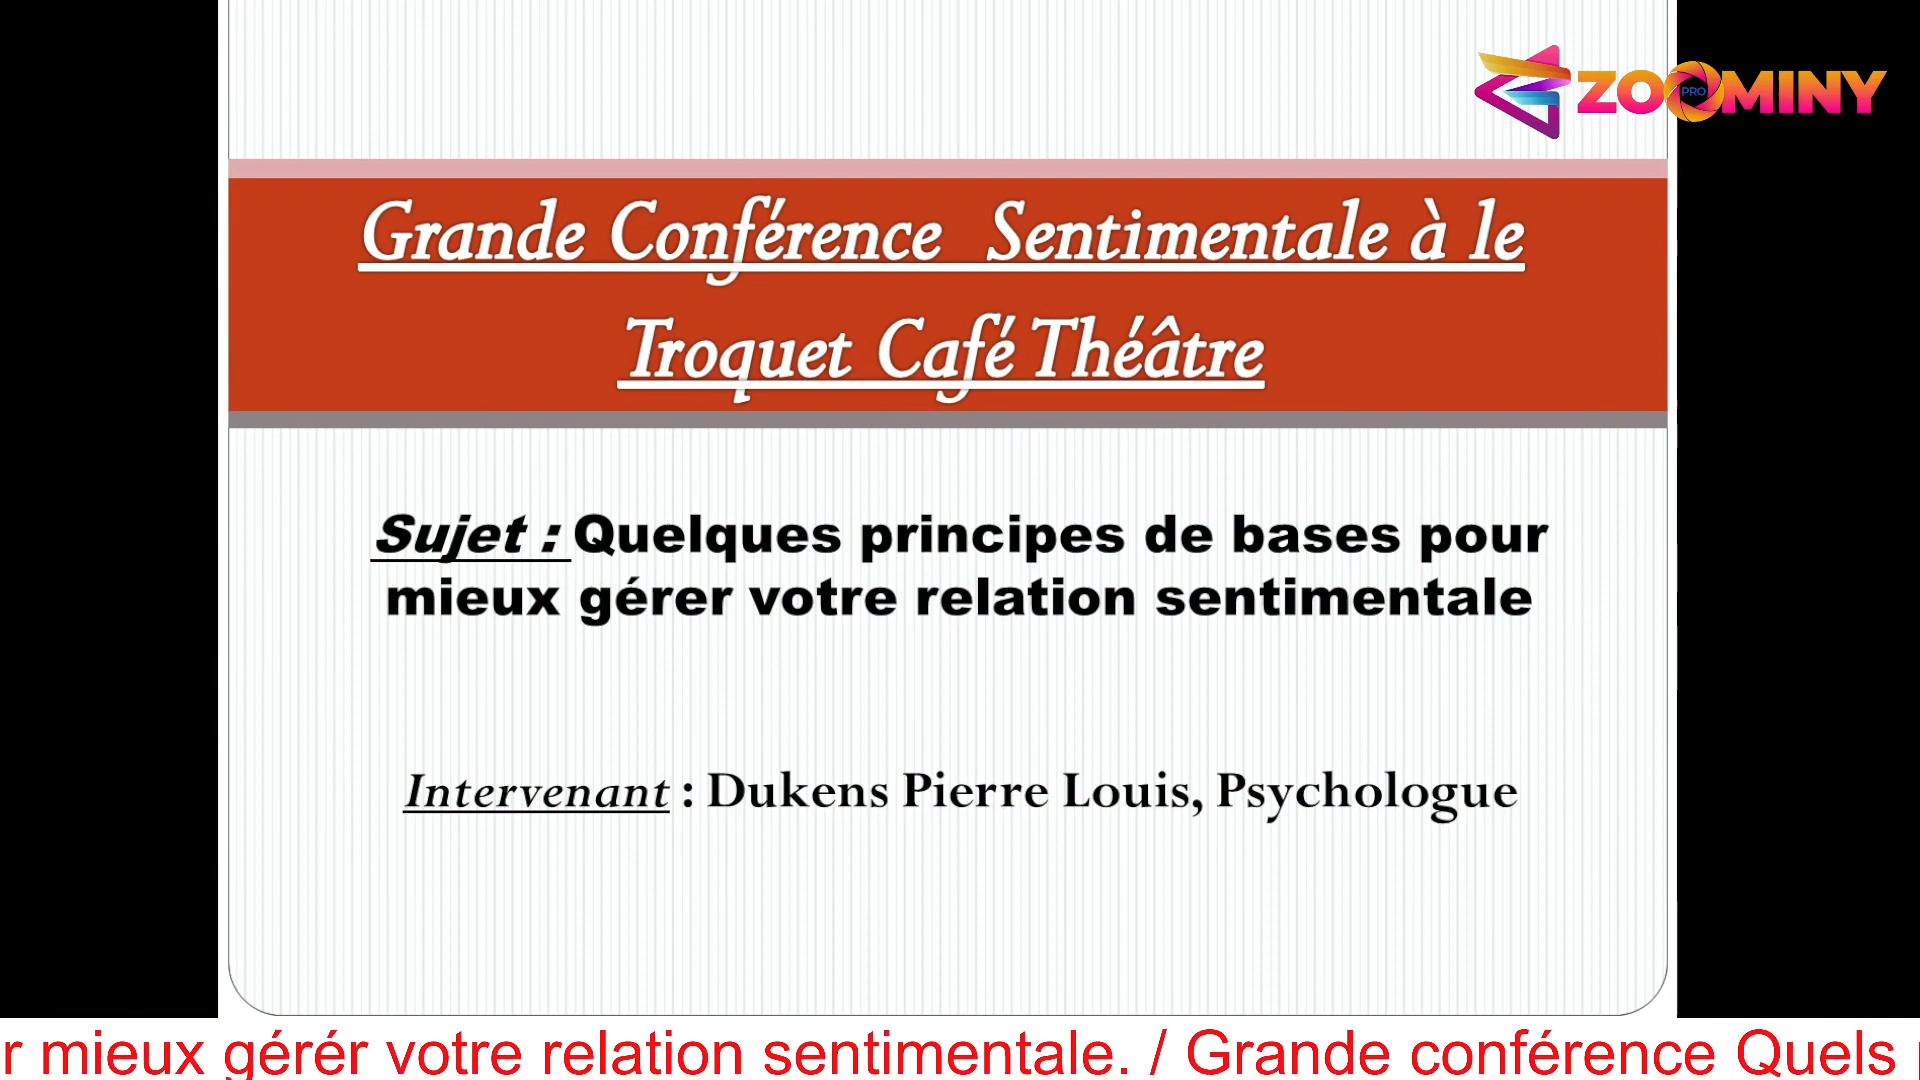 ZOOMINY
PRO
Grande Conférence Sentimentale à le
Troquet Café Théâtre
Sujet : Quelques principes de bases pour
mieux gérer votre relation sentimentale
Intervenant : Dukens Pierre Louis, Psychologue
r mieux gérér votre relation sentimentale. / Grande conférence Quels